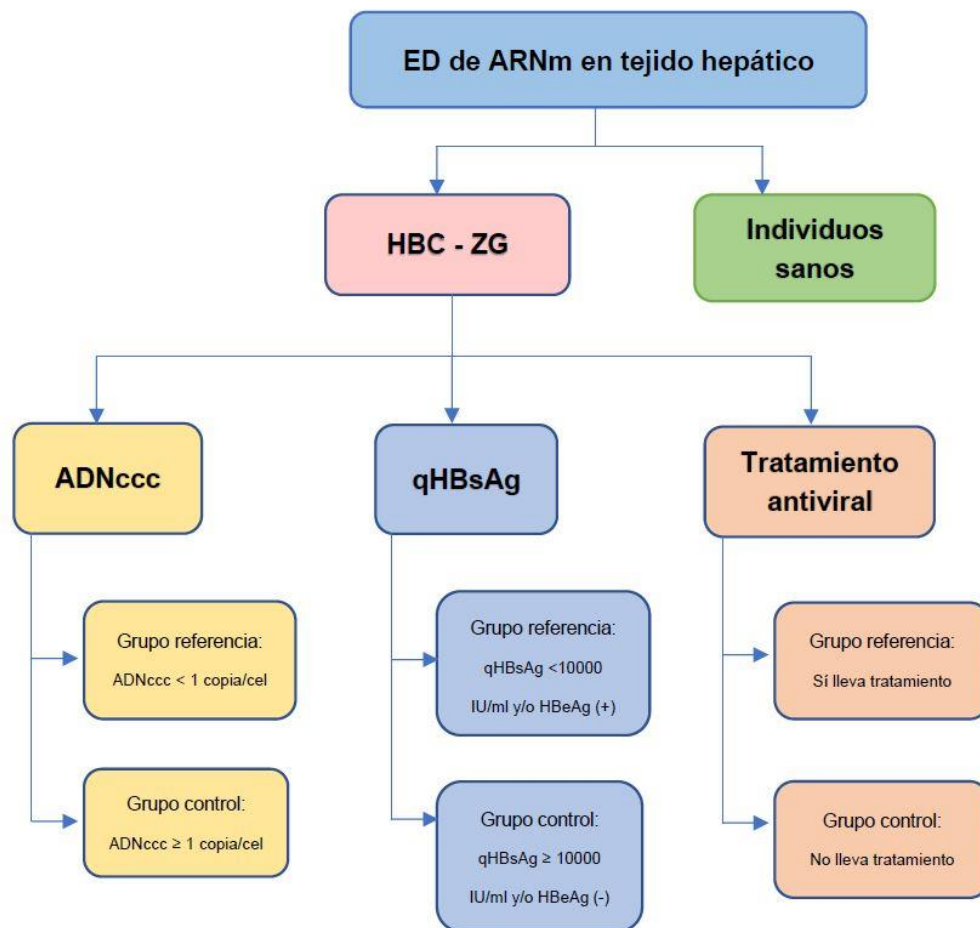 ED de ARNm en tejido hepático
HBC - ZG
Individuos
sanos
ADNccc
qHBsAg
Tratamiento
antiviral
Grupo referencia:
ADNccc < 1 copia/cel
Grupo referencia:
qHBsAg <10000
IU/ml y/o HBeAg (+)
Grupo referencia:
Sí lleva tratamiento
Grupo control:
ADNccc ≥ 1 copia/cel
Grupo control:
qHBsAg ≥ 10000
IU/ml y/o HBeAg (-)
Grupo control:
No lleva tratamiento